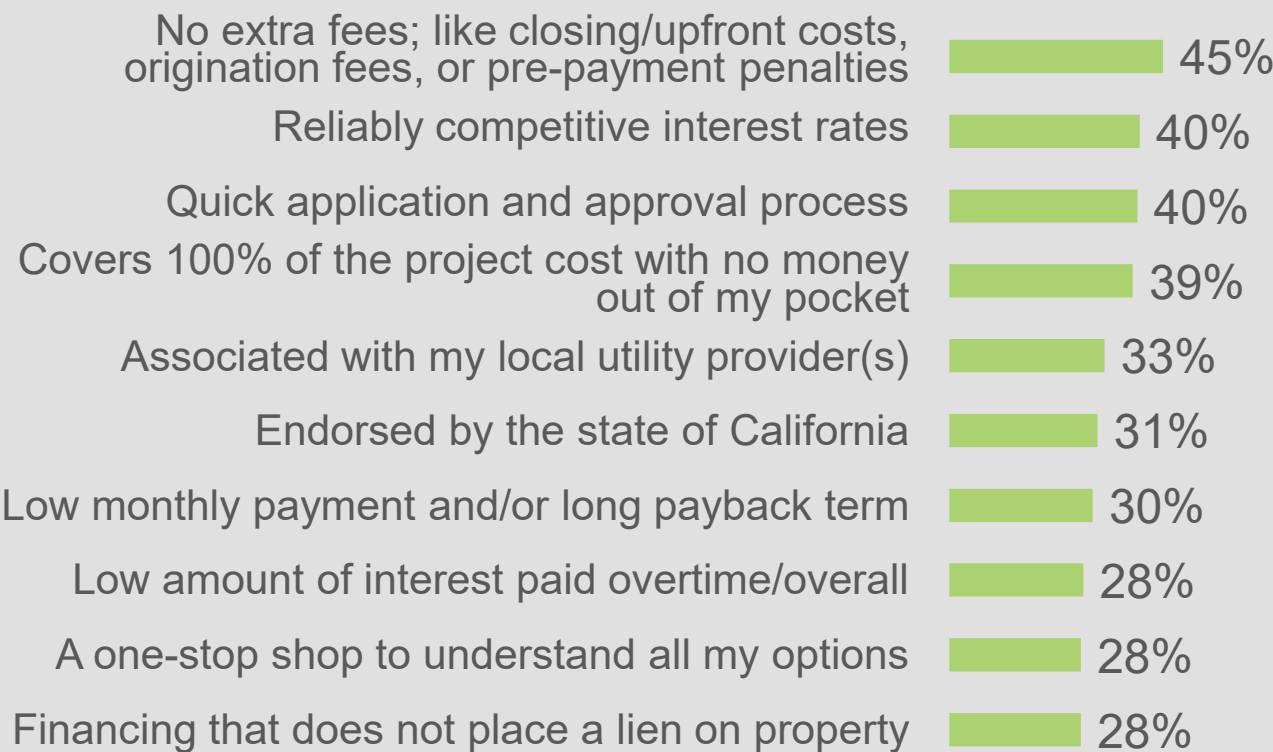 No extra fees; like closing/upfront costs,
origination fees, or pre-payment penalties
45%
Reliably competitive interest rates
40%
Quick application and approval process
40%
Covers 100% of the project cost with no money
out of my pocket
39%
Associated with my local utility provider(s)
33%
Endorsed by the state of California
31%
Low monthly payment and/or long payback term
30%
Low amount of interest paid overtime/overall
28%
A one-stop shop to understand all my options
28%
Financing that does not place a lien on property
28%